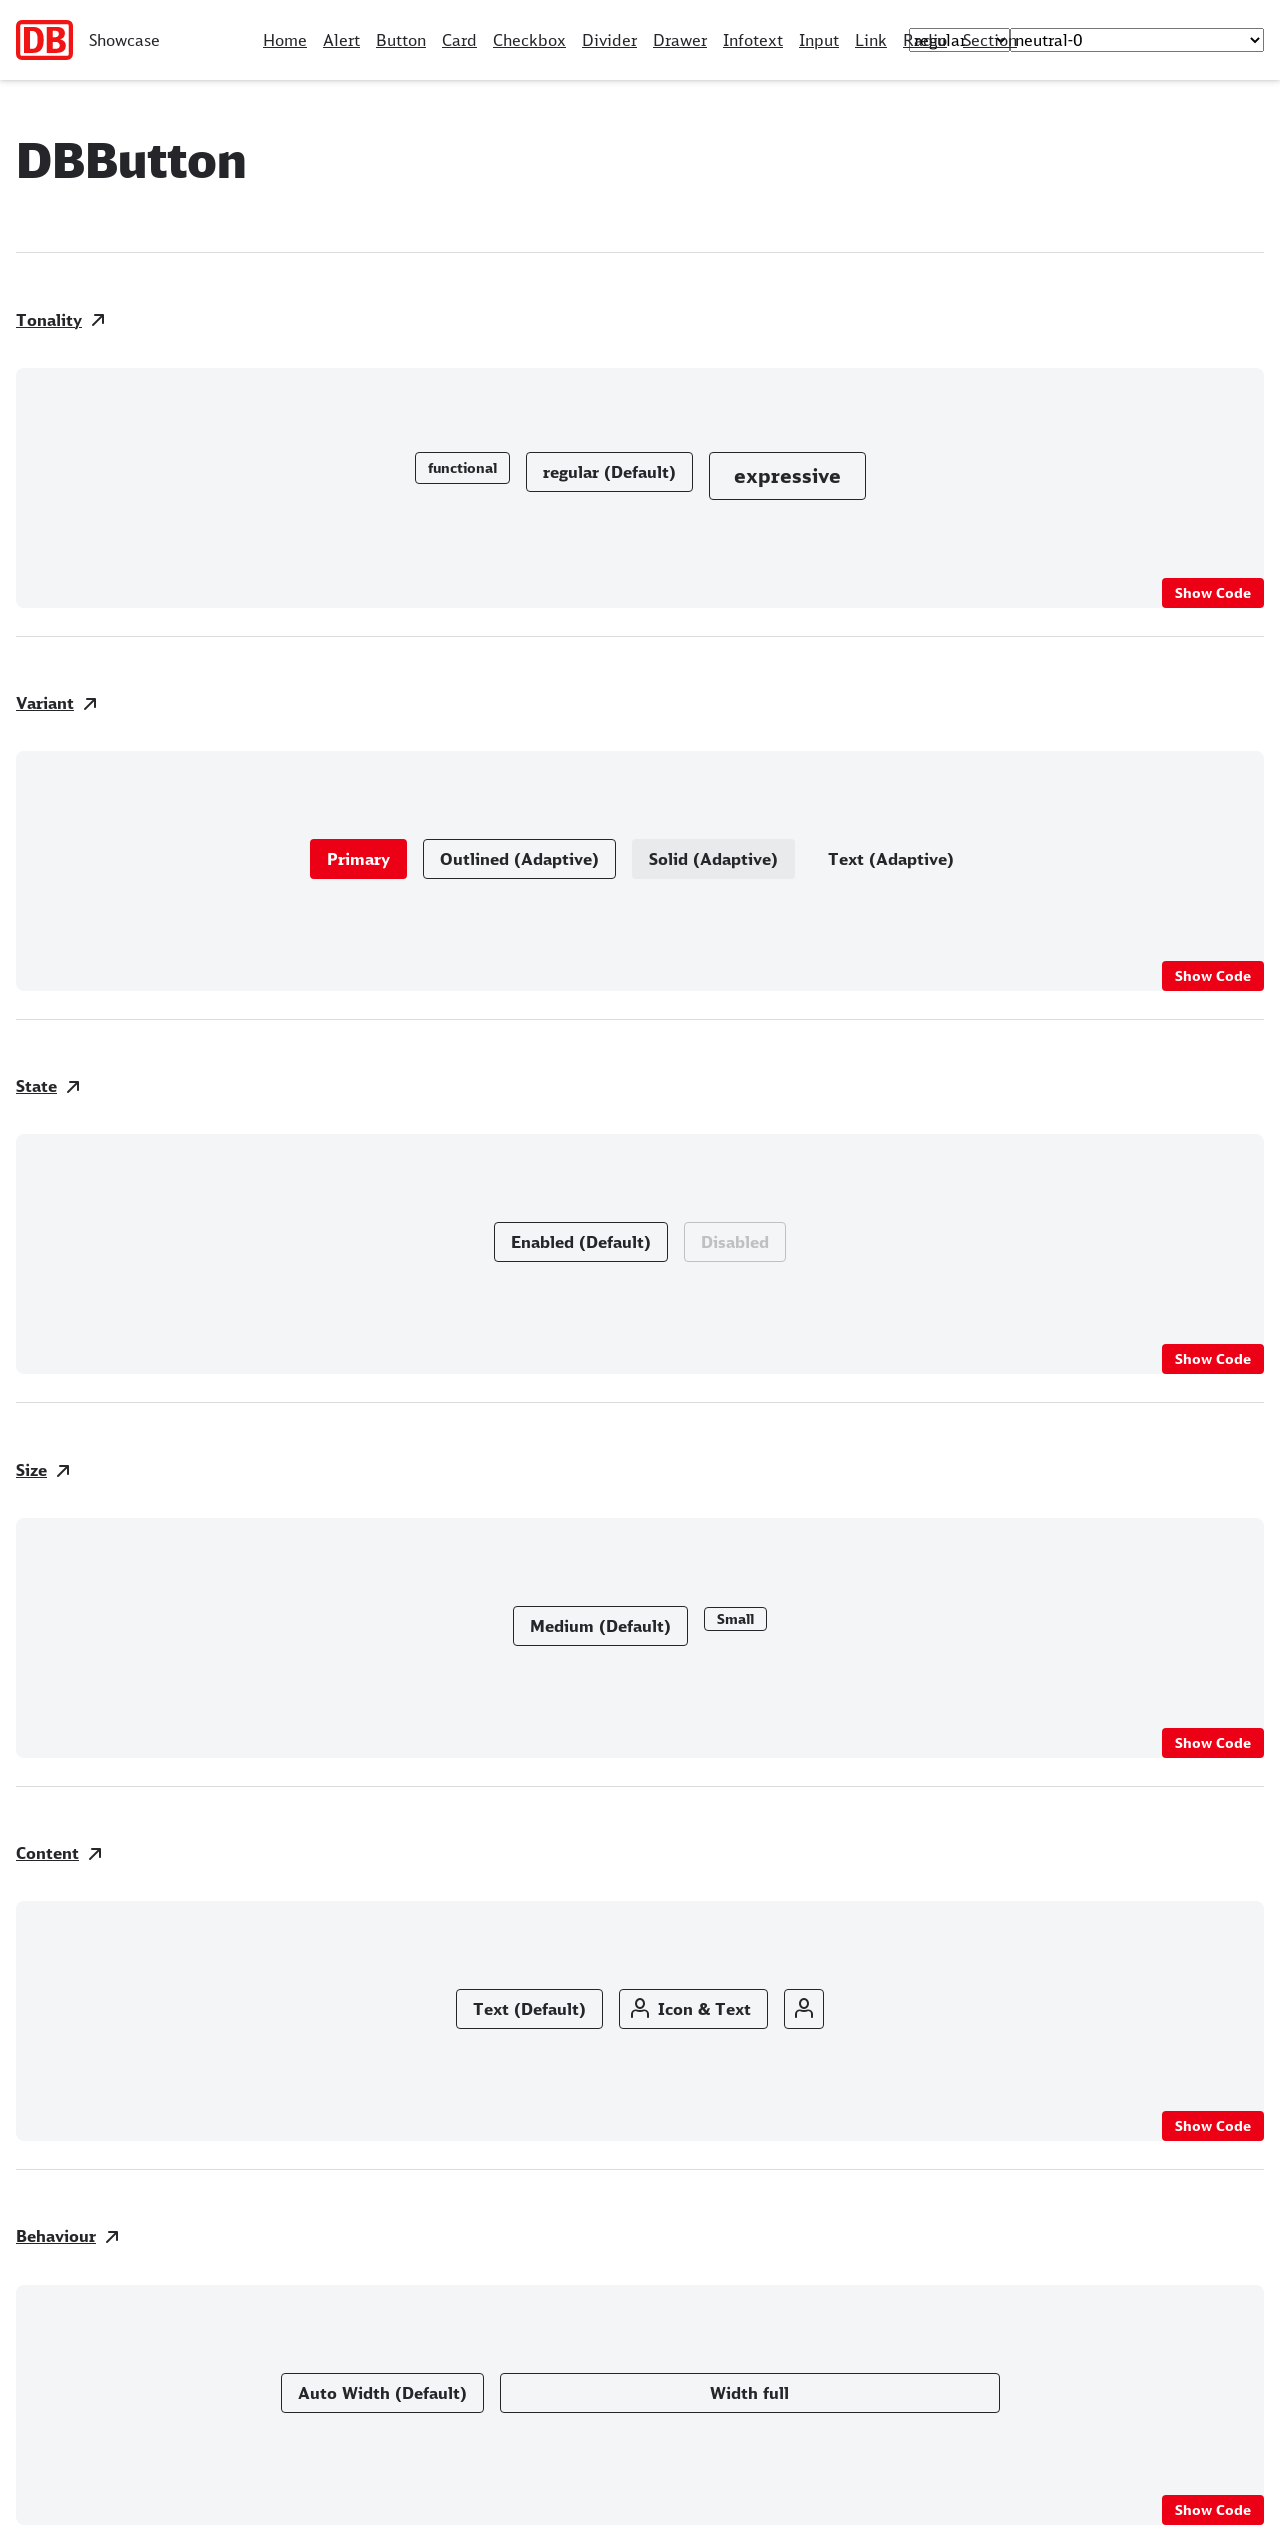 DB Showcase Home Alert Button Card Checkbox Divider Drawer Infotext Input Link Radio Section regular neutral-0
DBButton
Tonality
functional regular (Default) expressive
Show Code
Variant
Primary Outlined (Adaptive) Solid (Adaptive) Text (Adaptive)
Show Code
State
Enabled (Default) Disabled
Show Code
Size
Medium (Default) Small
Show Code
Content
Text (Default) Icon & Text
Show Code
Behaviour
Auto Width (Default) Width full
Show Code